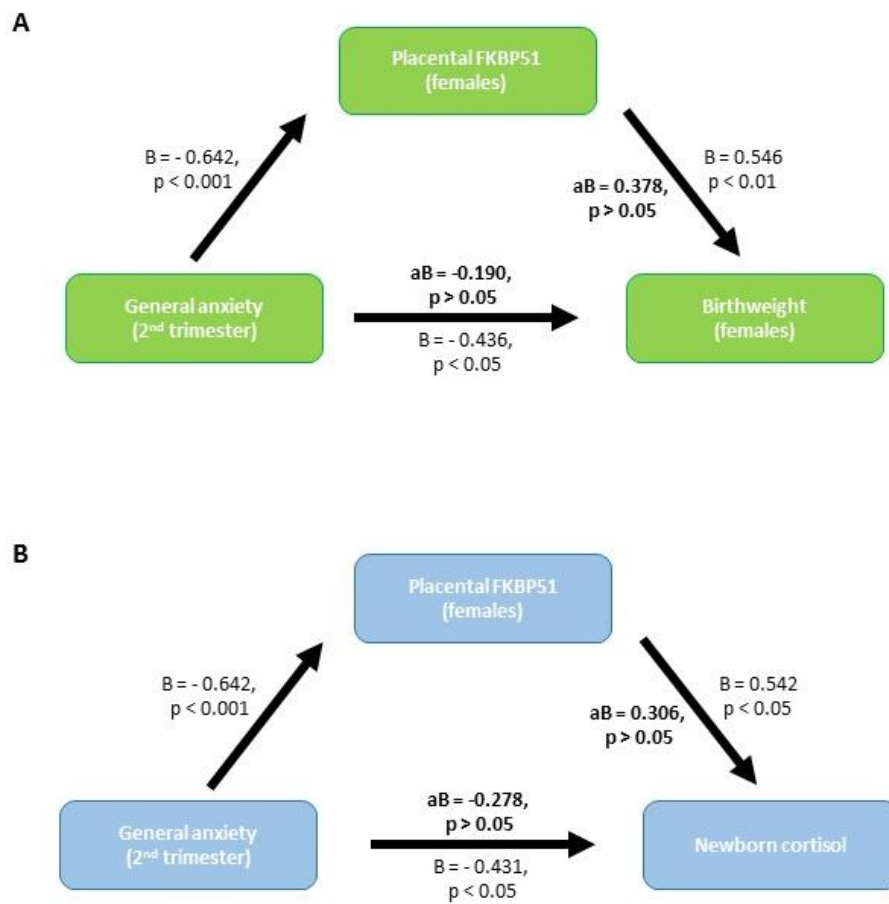 A
Placental FKBP51
(females)
B = - 0.642,
p < 0.001
B = 0.546
p < 0.01
aB = 0.378,
p > 0.05
General anxiety
(2nd trimester)
aB = -0.190,
p > 0.05
B = - 0.436,
p < 0.05
Birthweight
(females)
B
Placental FKBP51
(females)
B = - 0.642,
p < 0.001
B = 0.542
p < 0.05
aB = 0.306,
p > 0.05
General anxiety
(2nd trimester)
aB = -0.278,
p > 0.05
B = - 0.431,
p < 0.05
Newborn cortisol